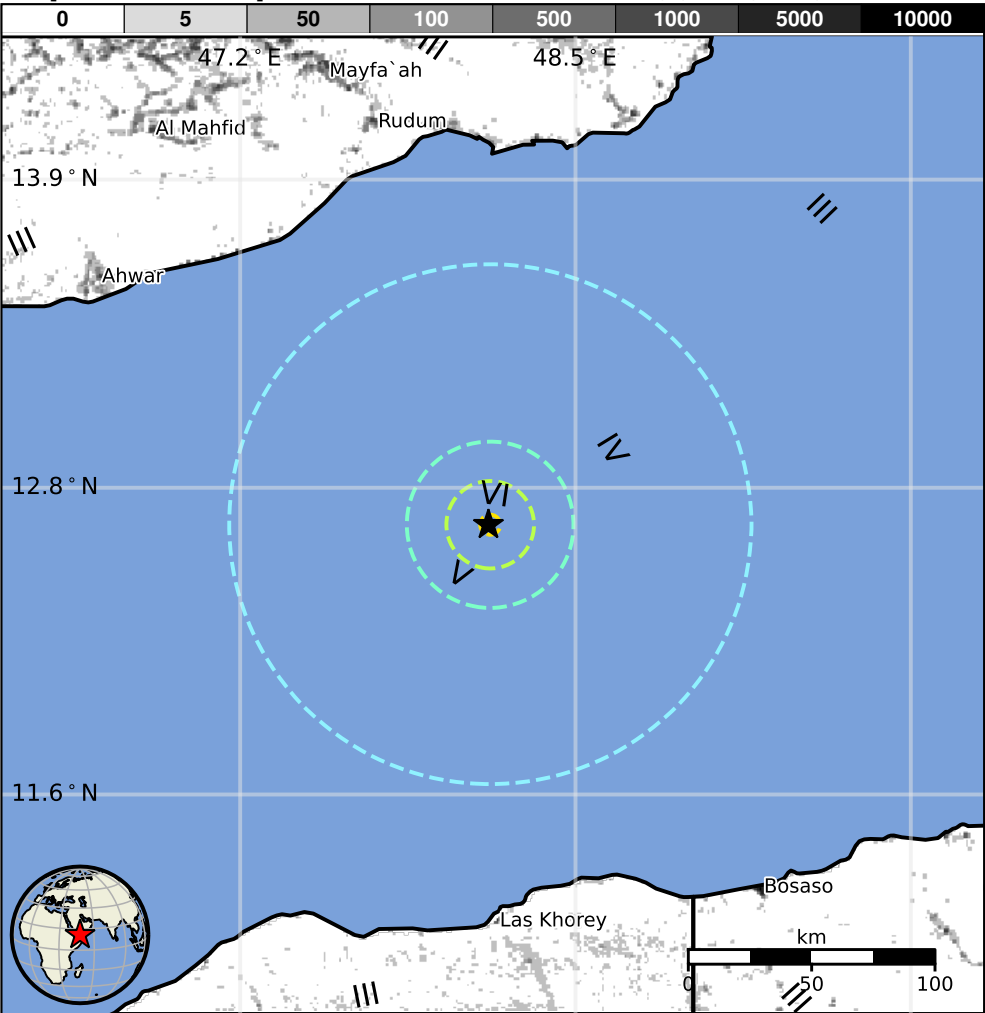 0 5 50 100 500 1000 5000 10000
47.2°E 48.5°E
III
Mayfa`ah
Al Mahfid
Rudum
13.9°N
III
III
Ahwar
IV
12.8°N
VI
V
11.6°N
Bosaso
Las Khorey
km
0 50 100
III
III